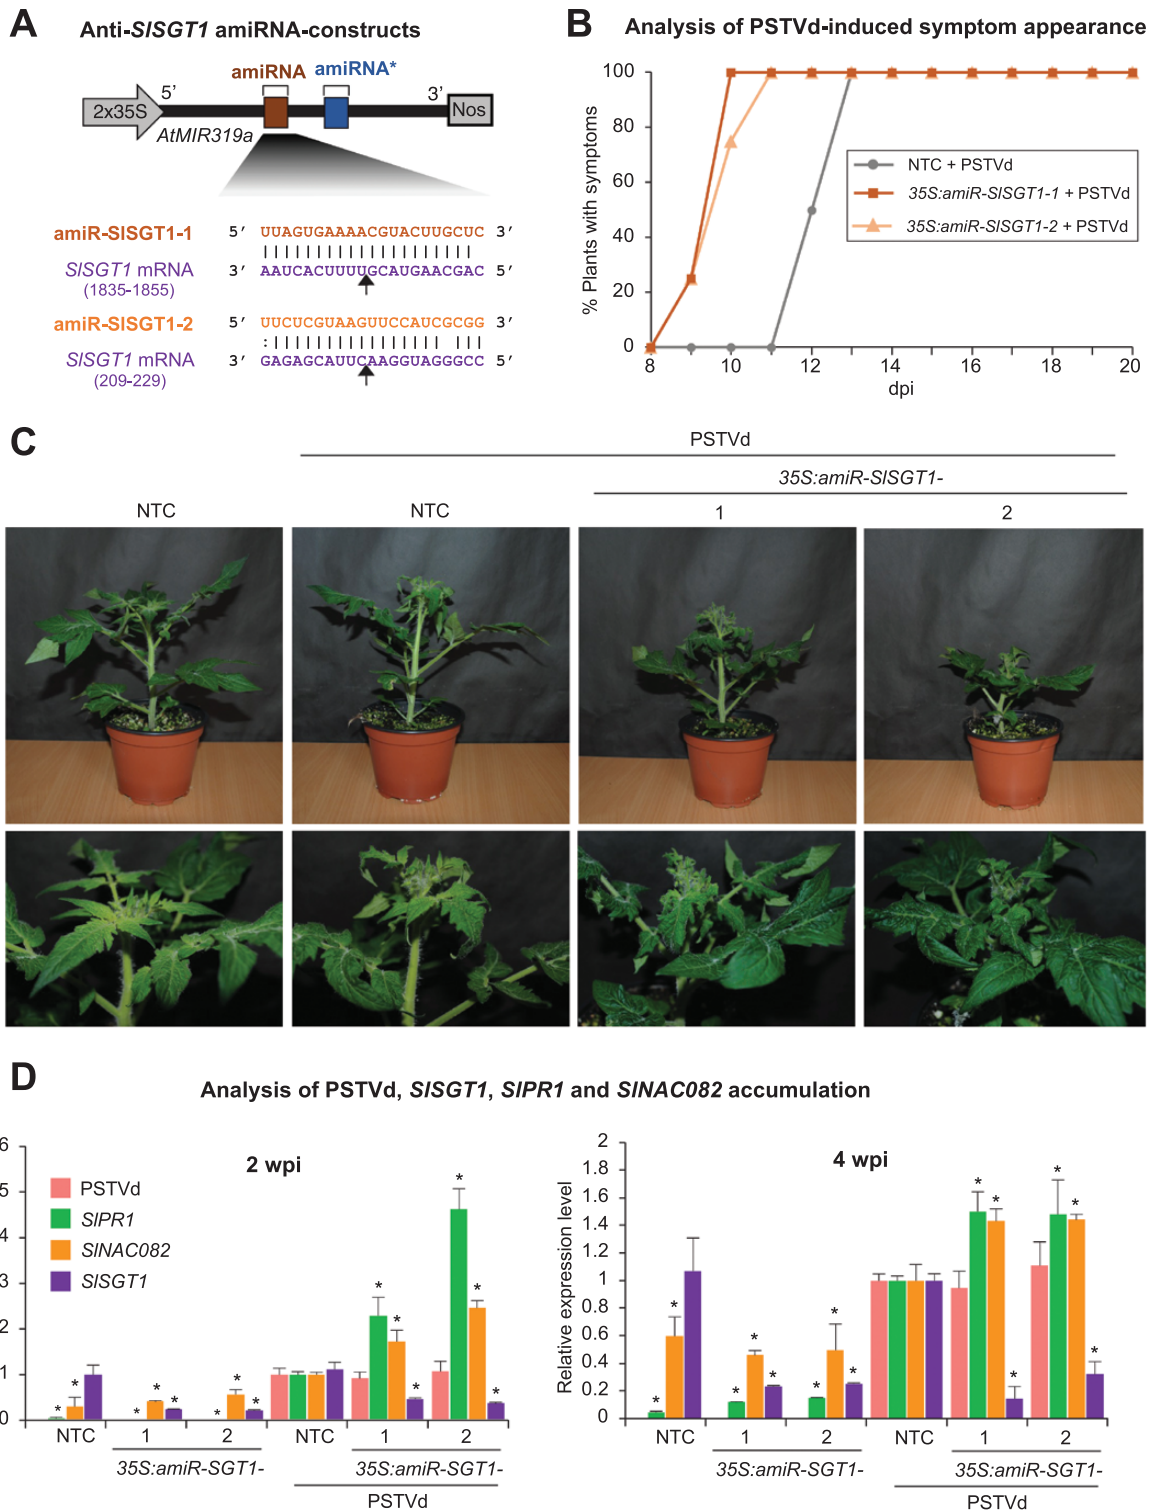 A
Anti-SlSGT1 amiRNA-constructs
amiRNA amiRNA*
5’ 3’
2x35S Nos
AtMIR319a
amiR-SlSGT1-1 5’ UUAGUGAAAACGUACUUGCUC 3’
SlSGT1 mRNA 3’ AAUCACUUUUGCAUGAACGAC 5’
(1835-1855)
amiR-SlSGT1-2 5’ UUCUCGUAAGUUCCAUCGCGG 3’
SlSGT1 mRNA 3’ GAGAGCAUUCAAGGUAGGGCC 5’
(209-229)
B
Analysis of PSTVd-induced symptom appearance
% Plants with symptoms
100
80
60
40
20
0
8 10 12 14 16 18 20
dpi
NTC + PSTVd
35S:amiR-SlSGT1-1 + PSTVd
35S:amiR-SlSGT1-2 + PSTVd
C
PSTVd
35S:amiR-SlSGT1-
NTC NTC 1 2
D
Analysis of PSTVd, SlSGT1, SlPR1 and SlNAC082 accumulation
2 wpi
6
5
4
3
2
1
0
PSTVd
SlPR1
SlNAC082
SlSGT1
* * * * * * * * * * * * * *
NTC 1 2 NTC 1 2
35S:amiR-SGT1- 35S:amiR-SGT1-
PSTVd
4 wpi
Relative expression level
2
1.8
1.6
1.4
1.2
1
0.8
0.6
0.4
0.2
0
* * * * * * * * * * * * * *
NTC 1 2 NTC 1 2
35S:amiR-SGT1- 35S:amiR-SGT1-
PSTVd